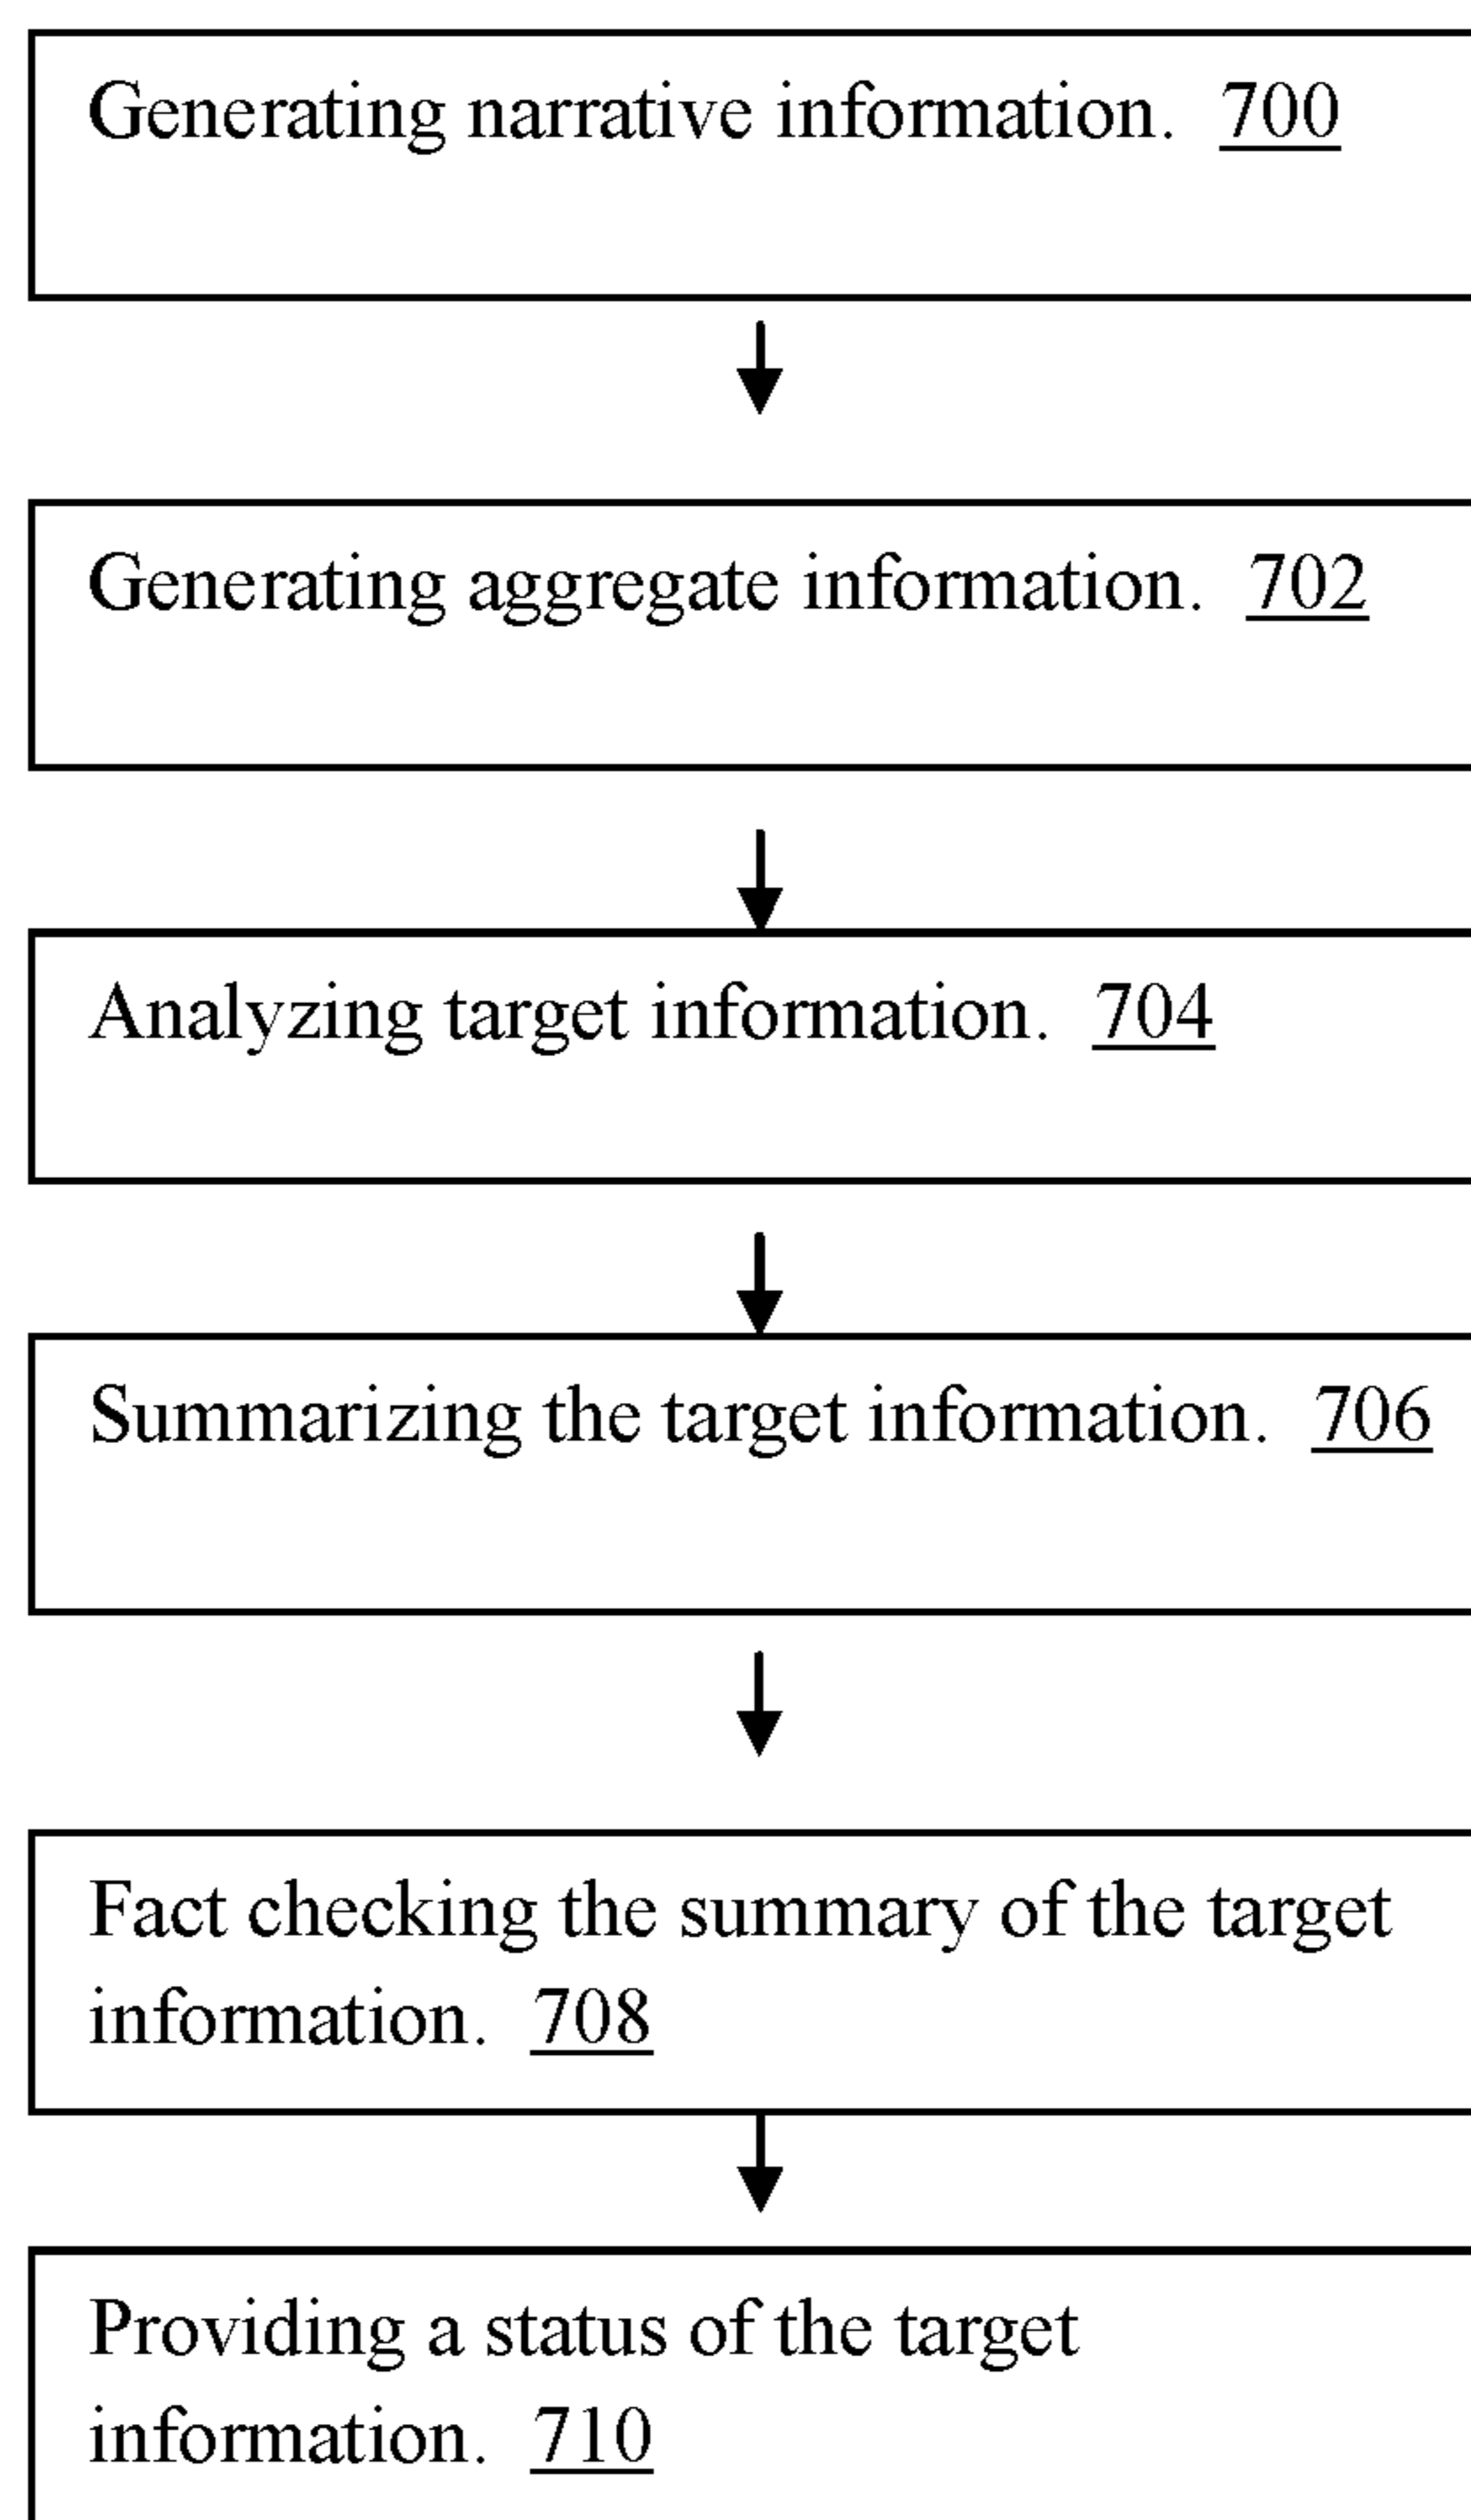 Generating narrative information. 700
Generating aggregate information. 702
Analyzing target information. 704
Summarizing the target information. 706
Fact checking the summary of the target
information. 708
Providing a status of the target
information. 710